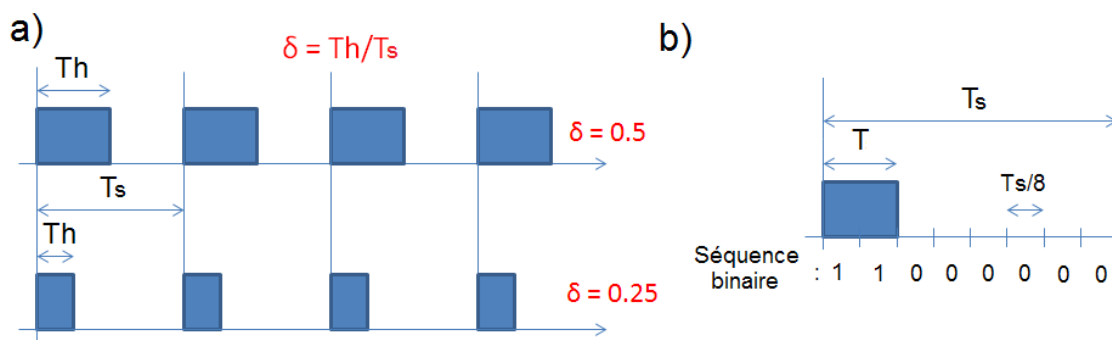 a)
δ = Th/Ts
Th
δ = 0.5
Ts
Th
δ = 0.25
b)
Ts
T
Ts/8
Séquence
binaire
: 1 1 0 0 0 0 0 0